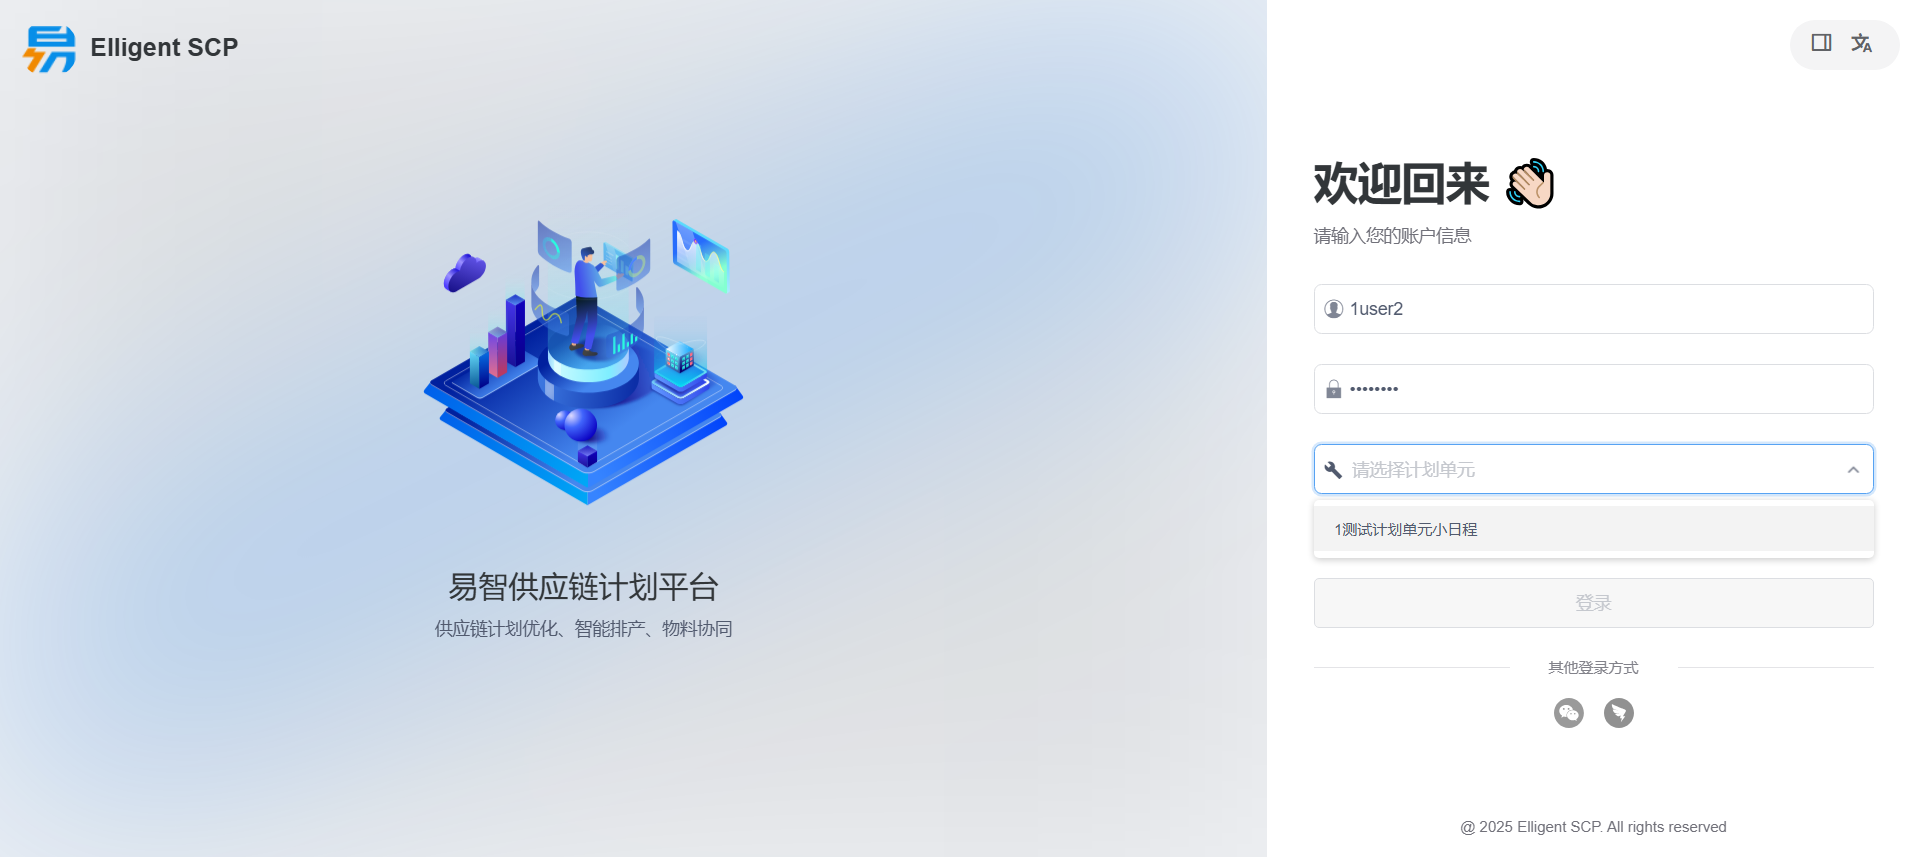 Elligent SCP
易智供应链计划平台
供应链计划优化、智能排产、物料协同
欢迎回来
请输入您的账户信息
1user2
••••••••
请选择计划单元
1测试计划单元小日程
登录
其他登录方式
@ 2025 Elligent SCP. All rights reserved